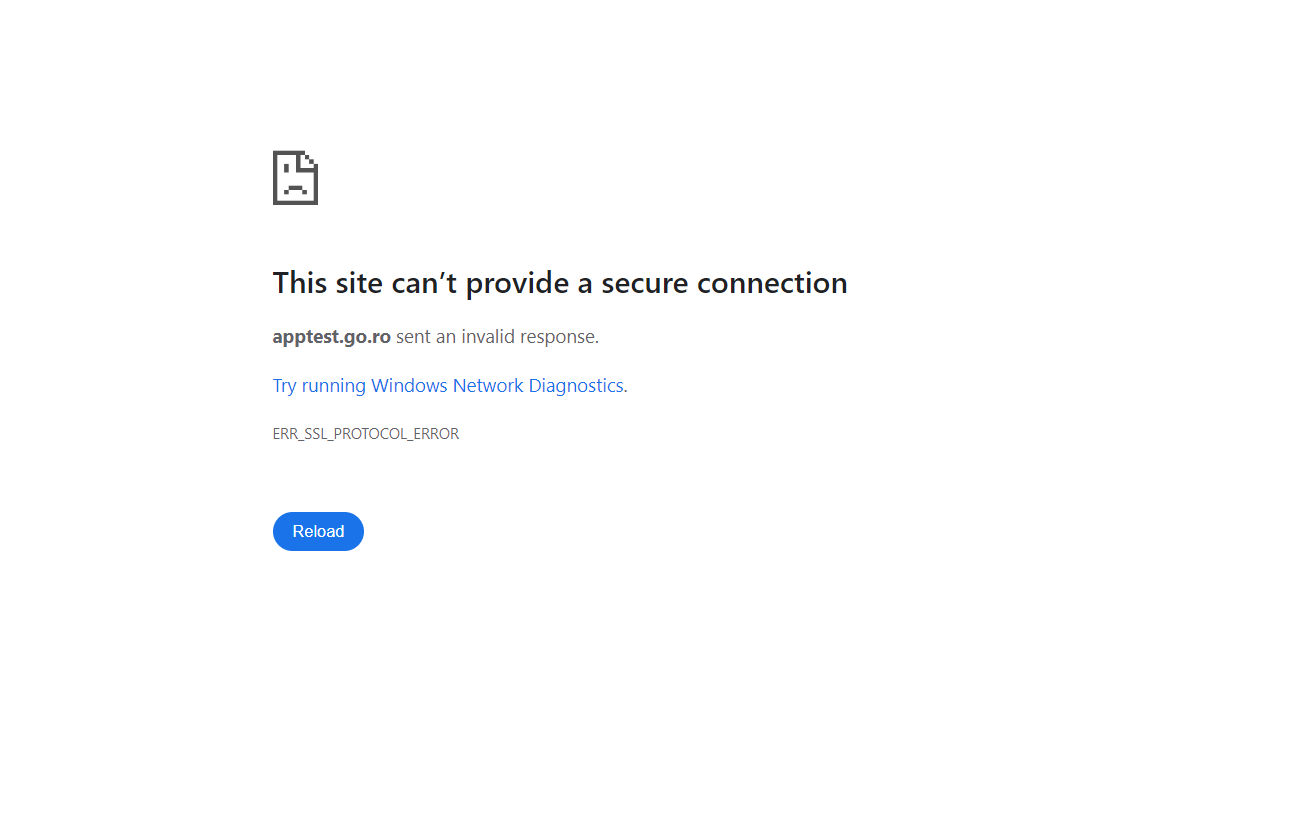 This site can’t provide a secure connection
apptest.go.ro sent an invalid response.
Try running Windows Network Diagnostics.
ERR_SSL_PROTOCOL_ERROR
Reload